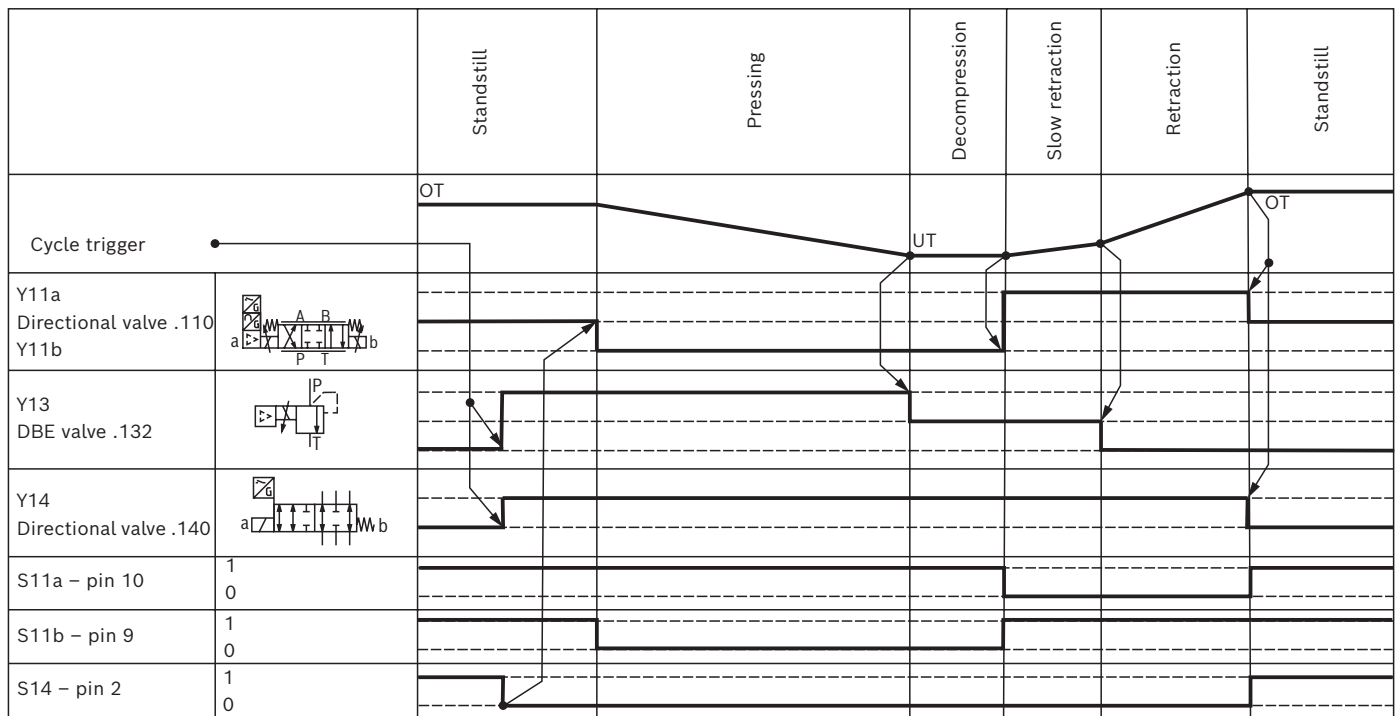 Standstill
Pressing
Decompression
Slow retraction
Retraction
Standstill
OT
OT
Cycle trigger
UT
Y11a
Directional valve .110
Y11b
A B
a
b
P T
Y13
DBE valve .132
P
T
Y14
Directional valve .140
a
b
S11a – pin 10
1
0
S11b – pin 9
1
0
S14 – pin 2
1
0